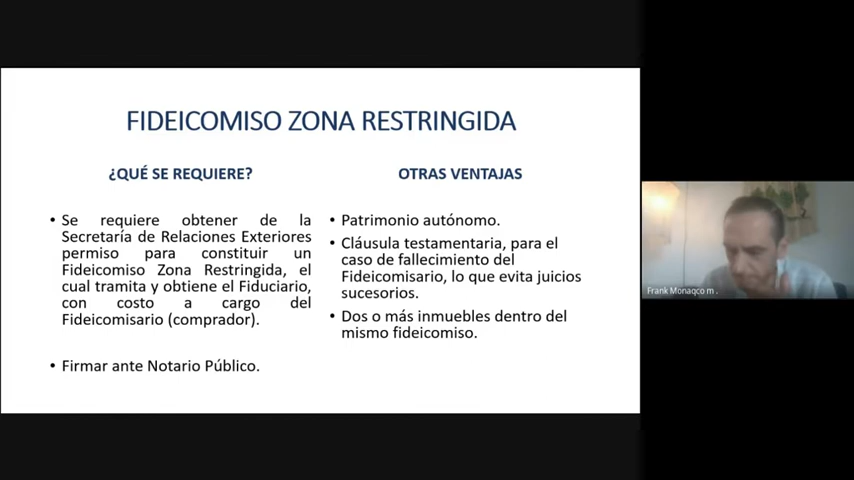 FIDEICOMISO ZONA RESTRINGIDA
¿QUÉ SE REQUIERE?
• Se requiere obtener de la
Secretaría de Relaciones Exteriores
permiso para constituir un
Fideicomiso Zona Restringida, el
cual tramita y obtiene el Fiduciario,
con costo a cargo del
Fideicomisario (comprador).
• Firmar ante Notario Público.
OTRAS VENTAJAS
• Patrimonio autónomo.
• Cláusula testamentaria, para el
caso de fallecimiento del
Fideicomisario, lo que evita juicios
sucesorios.
• Dos o más inmuebles dentro del
mismo fideicomiso.
Frank Monaqco m .